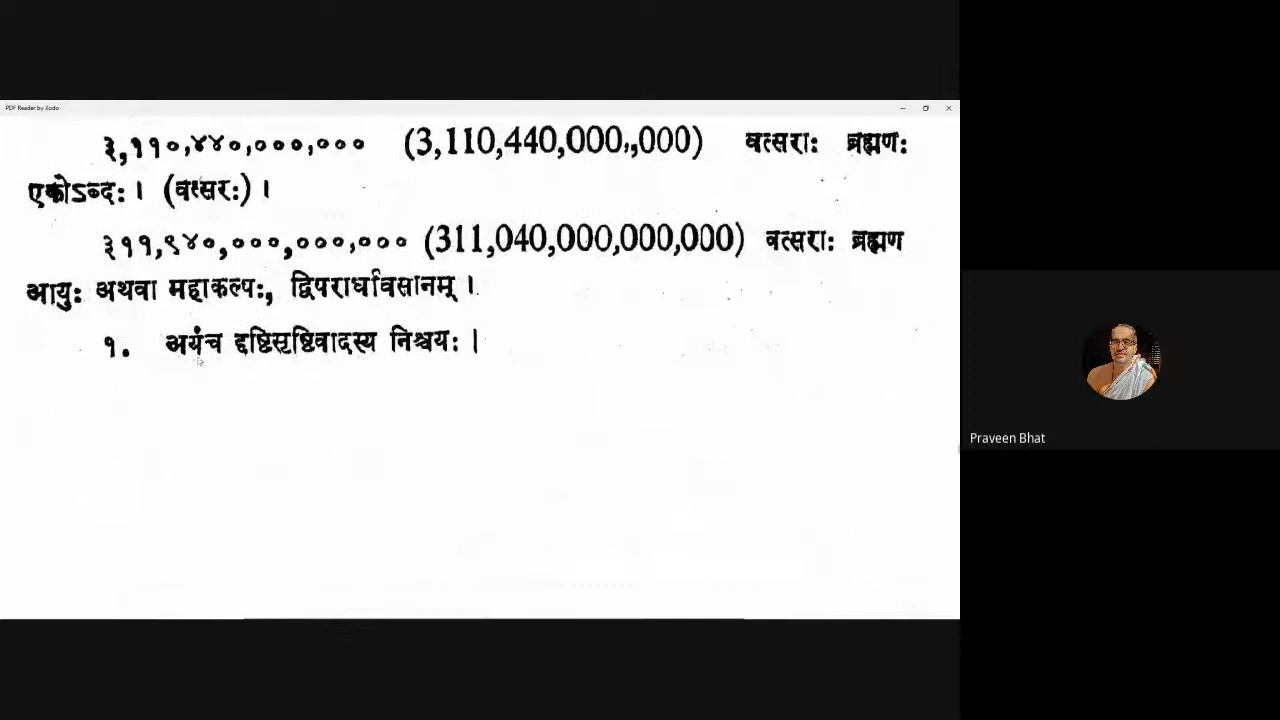 PDF Reader by Xodo
३,११०,४४०,०००,००० (3,110,440,000,,000) वत्सराः ब्रह्मणः
एकोऽब्दः । (वत्सरः) ।
३११,९४०,०००,०००,००० (311,040,000,000,000) वत्सराः ब्रह्मण
आयुः अथवा महाकल्पः, द्विपरार्धावसानम् ।
१. अयंच दृष्टिसृष्टिवादस्य निश्चयः ।
Praveen Bhat